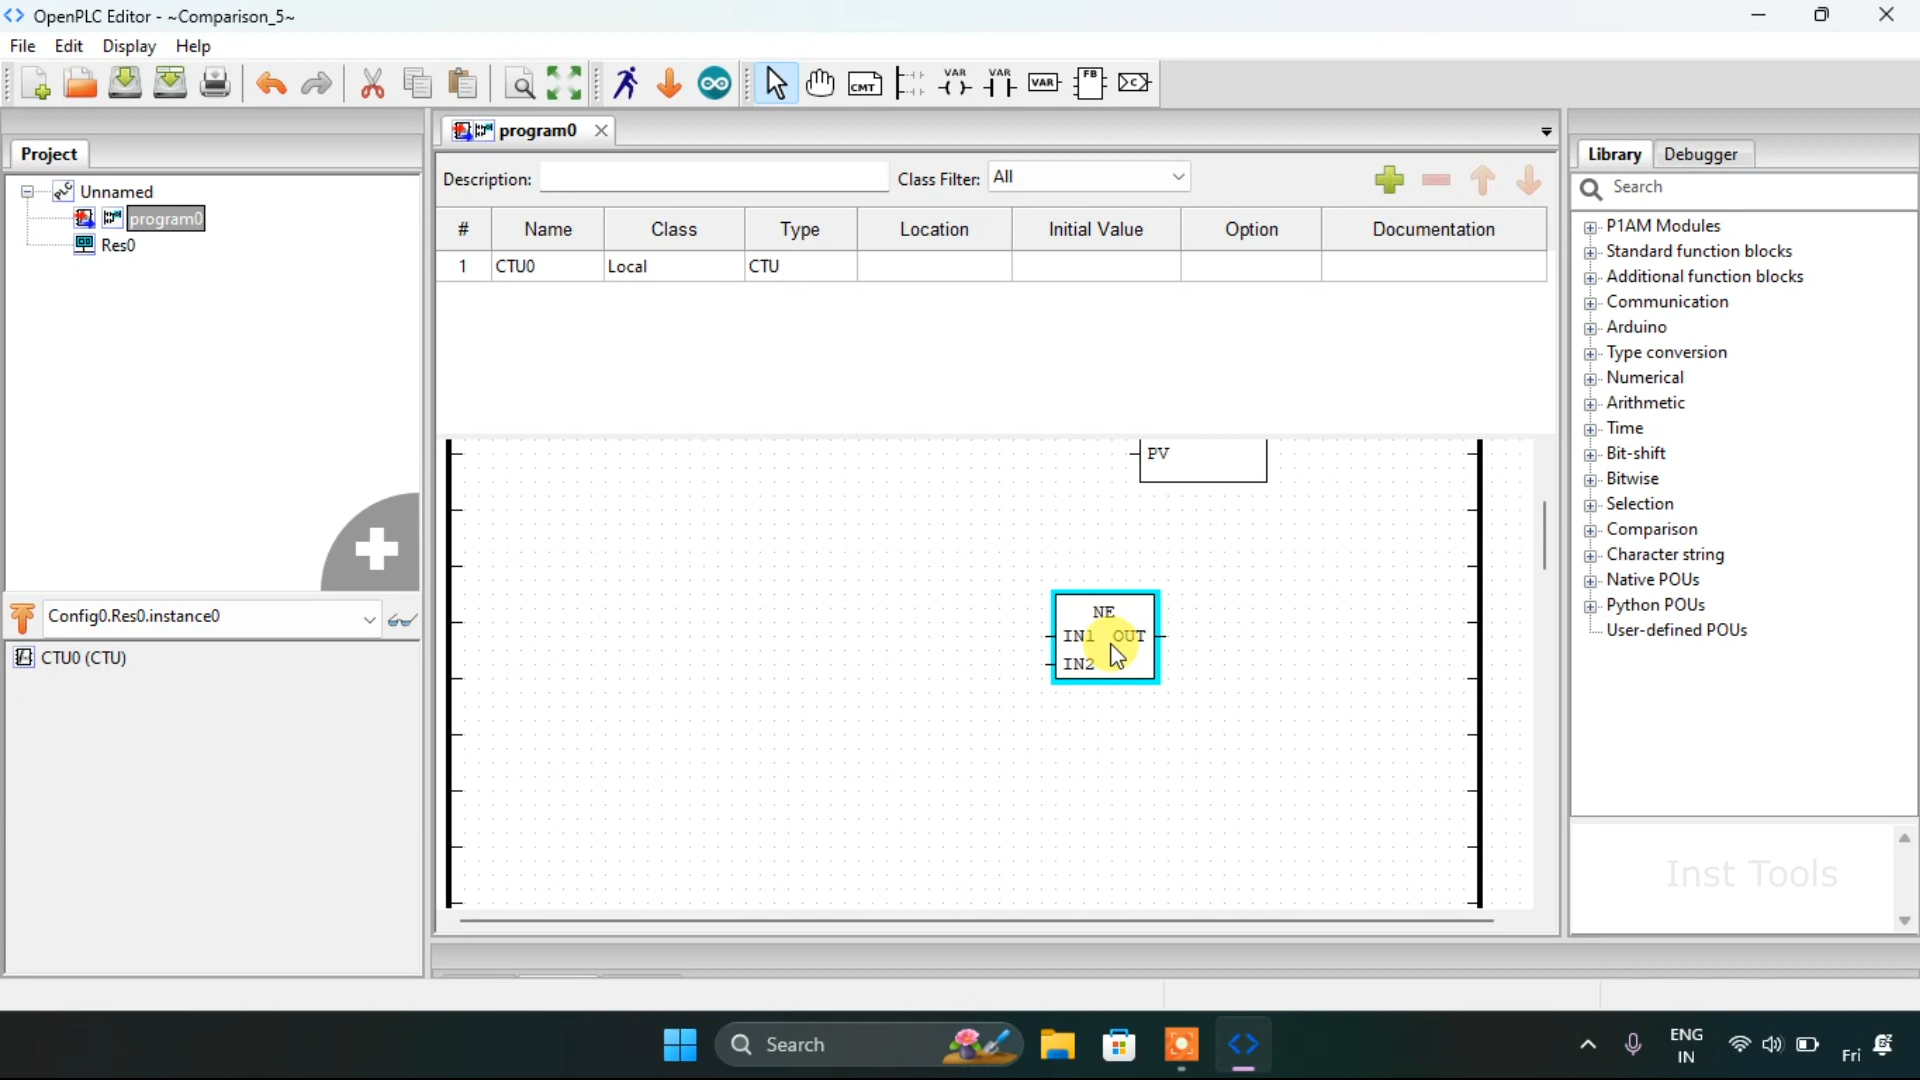 OpenPLC Editor - ~Comparison_5~
File Edit Display Help
CMT VAR VAR VAR FB C
Project
Unnamed
program0
Res0
Config0.Res0.instance0
CTU0 (CTU)
program0
Description: Class Filter: All
# Name Class Type Location Initial Value Option Documentation
1 CTU0 Local CTU
PV
NE
IN1 OUT
IN2
Library Debugger
Search
P1AM Modules
Standard function blocks
Additional function blocks
Communication
Arduino
Type conversion
Numerical
Arithmetic
Time
Bit-shift
Bitwise
Selection
Comparison
Character string
Native POUs
Python POUs
User-defined POUs
Inst Tools
Search
ENG
IN
Fri